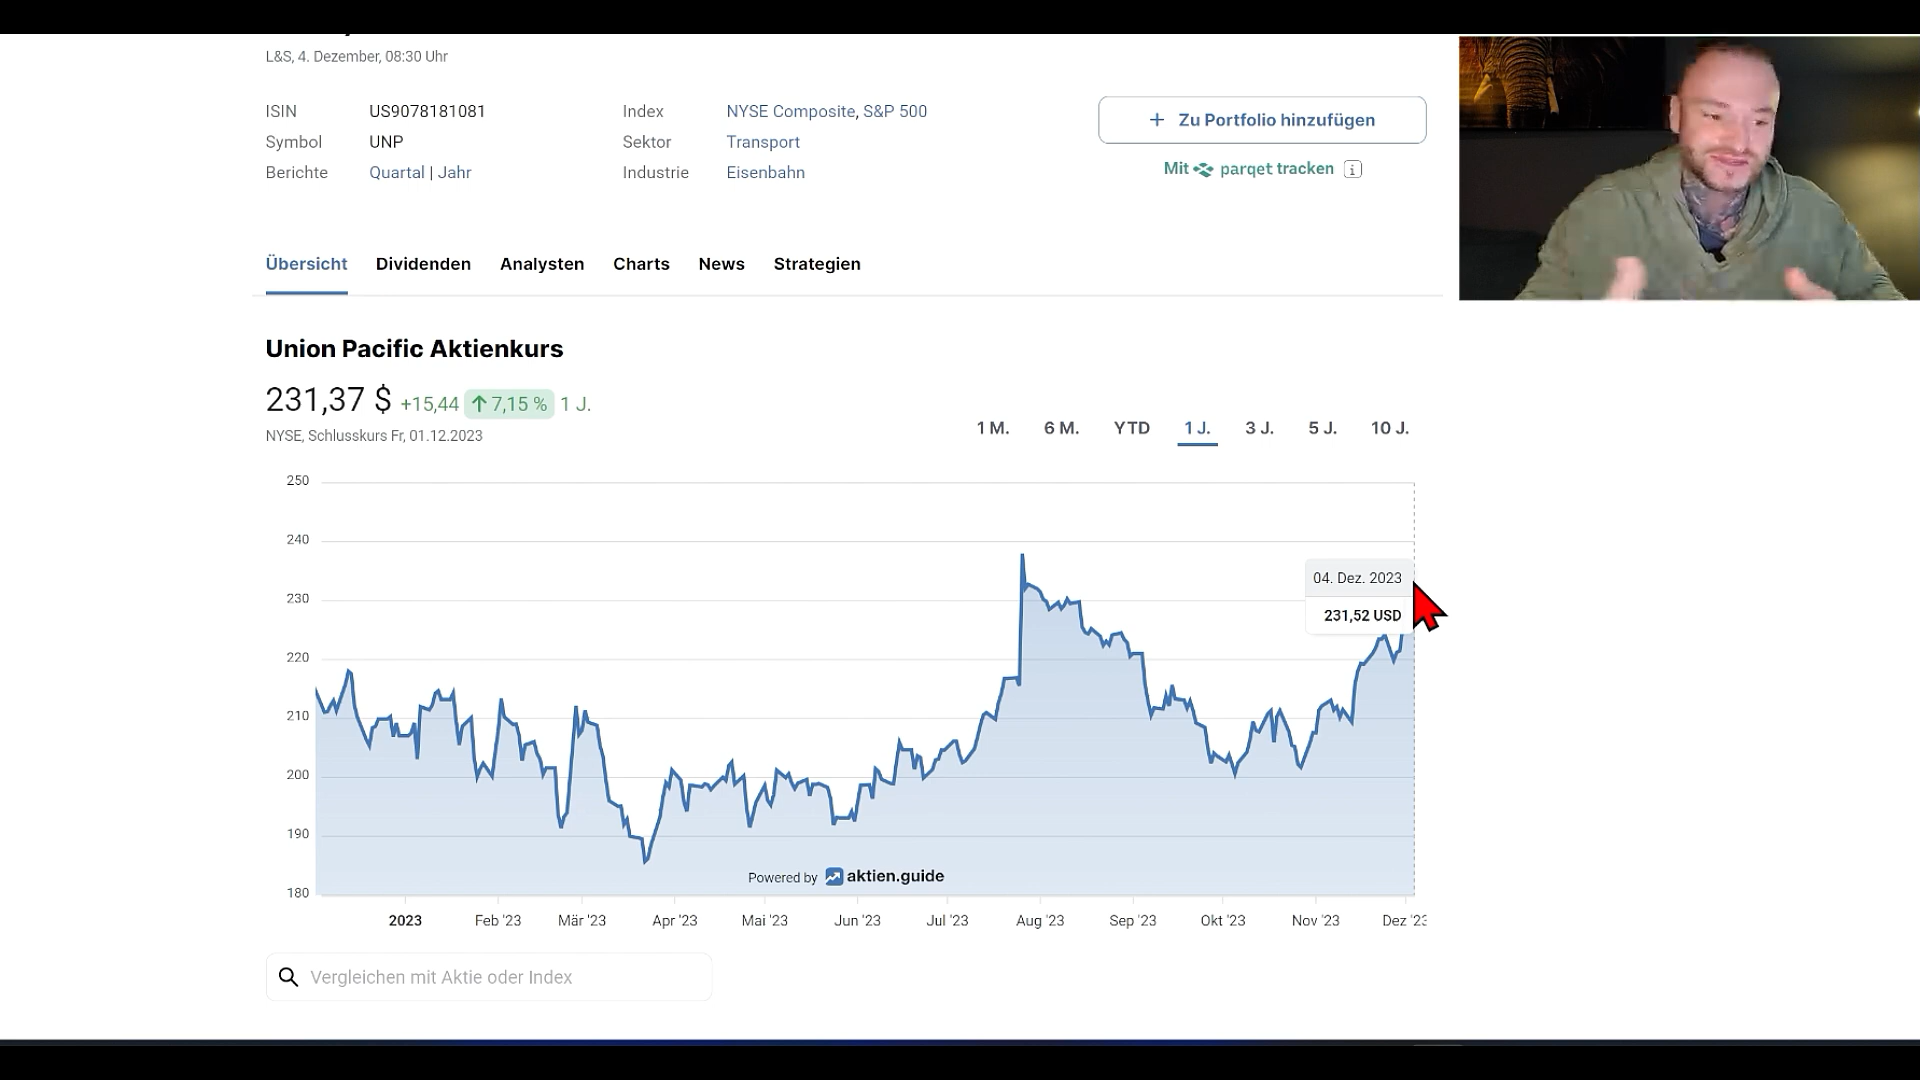 L&S, 4. Dezember, 08:30 Uhr
ISIN US9078181081 Index NYSE Composite, S&P 500
+ Zu Portfolio hinzufügen
Symbol UNP Sektor Transport
Mit parqet tracken i
Berichte Quartal | Jahr Industrie Eisenbahn
Übersicht Dividenden Analysten Charts News Strategien
Union Pacific Aktienkurs
231,37 $ +15,44 ↑ 7,15 % 1 J.
NYSE, Schlusskurs Fr, 01.12.2023
1 M. 6 M. YTD 1 J. 3 J. 5 J. 10 J.
250
240
04. Dez. 2023
230
231,52 USD
220
210
200
190
Powered by aktien.guide
180
2023 Feb '23 Mär '23 Apr '23 Mai '23 Jun '23 Jul '23 Aug '23 Sep '23 Okt '23 Nov '23 Dez '23
Vergleichen mit Aktie oder Index